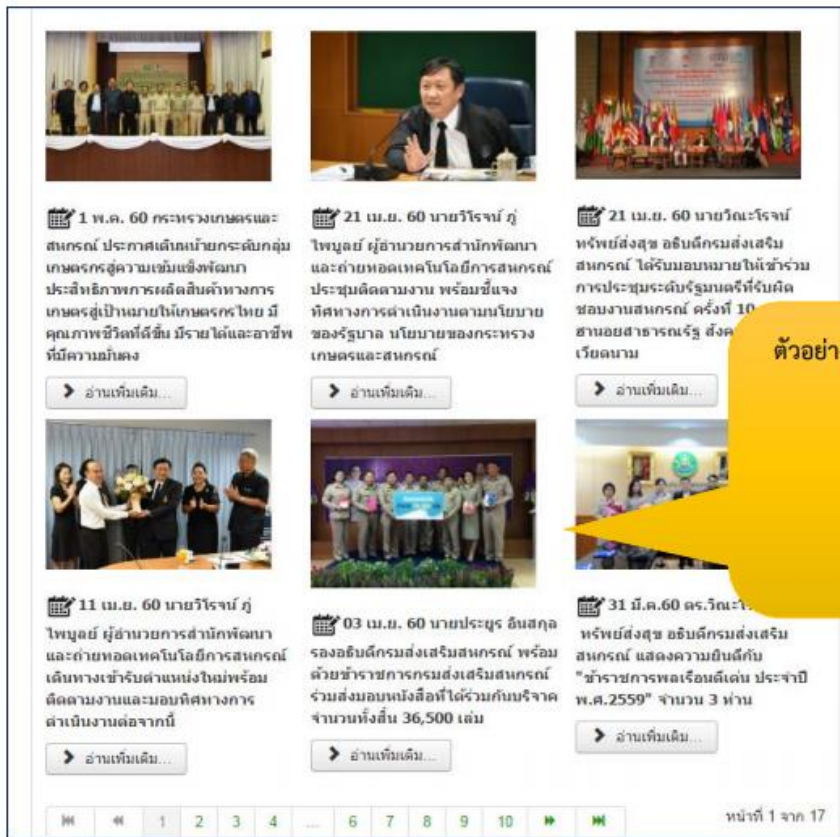 1 พ.ค. 60 กระทรวงเกษตรและ
สหกรณ์ ประกาศเดินหน้ายกระดับกลุ่ม
เกษตรกรสู่ความเข้มแข็งพัฒนา
ประสิทธิภาพการผลิตสินค้าทางการ
เกษตรสู่เป้าหมายให้เกษตรกรไทย มี
คุณภาพชีวิตที่ดีขึ้น มีรายได้และอาชีพ
ที่มีความมั่นคง
อ่านเพิ่มเติม...
21 เม.ย. 60 นายวิโรจน์ ภู่
ไพบูลย์ ผู้อำนวยการสำนักพัฒนา
และถ่ายทอดเทคโนโลยีการสหกรณ์
ประชุมติดตามงาน พร้อมชี้แจง
ทิศทางการดำเนินงานตามนโยบาย
ของรัฐบาล นโยบายของกระทรวง
เกษตรและสหกรณ์
อ่านเพิ่มเติม...
21 เม.ย. 60 นายวิณะโรจน์
ทรัพย์ส่งสุข อธิบดีกรมส่งเสริม
สหกรณ์ ได้รับมอบหมายให้เข้าร่วม
การประชุมระดับรัฐมนตรีที่รับผิด
ชอบงานสหกรณ์ ครั้งที่ 10
ฮานอยสาธารณรัฐ สังค
เวียดนาม
อ่านเพิ่มเติม...
ตัวอย่า
11 เม.ย. 60 นายวิโรจน์ ภู่
ไพบูลย์ ผู้อำนวยการสำนักพัฒนา
และถ่ายทอดเทคโนโลยีการสหกรณ์
เดินทางเข้ารับตำแหน่งใหม่พร้อม
ติดตามงานและมอบทิศทางการ
ดำเนินงานต่อจากนี้
อ่านเพิ่มเติม...
03 เม.ย. 60 นายประยูร อินสกุล
รองอธิบดีกรมส่งเสริมสหกรณ์ พร้อม
ด้วยข้าราชการกรมส่งเสริมสหกรณ์
ร่วมส่งมอบหนังสือที่ได้ร่วมกันบริจาค
จำนวนทั้งสิ้น 36,500 เล่ม
อ่านเพิ่มเติม...
31 มี.ค.60 ดร.วิณะโร
ทรัพย์ส่งสุข อธิบดีกรมส่งเสริม
สหกรณ์ แสดงความยินดีกับ
"ข้าราชการพลเรือนดีเด่น ประจำปี
พ.ศ.2559" จำนวน 3 ท่าน
อ่านเพิ่มเติม...
1 2 3 4 ... 6 7 8 9 10
หน้าที่ 1 จาก 17